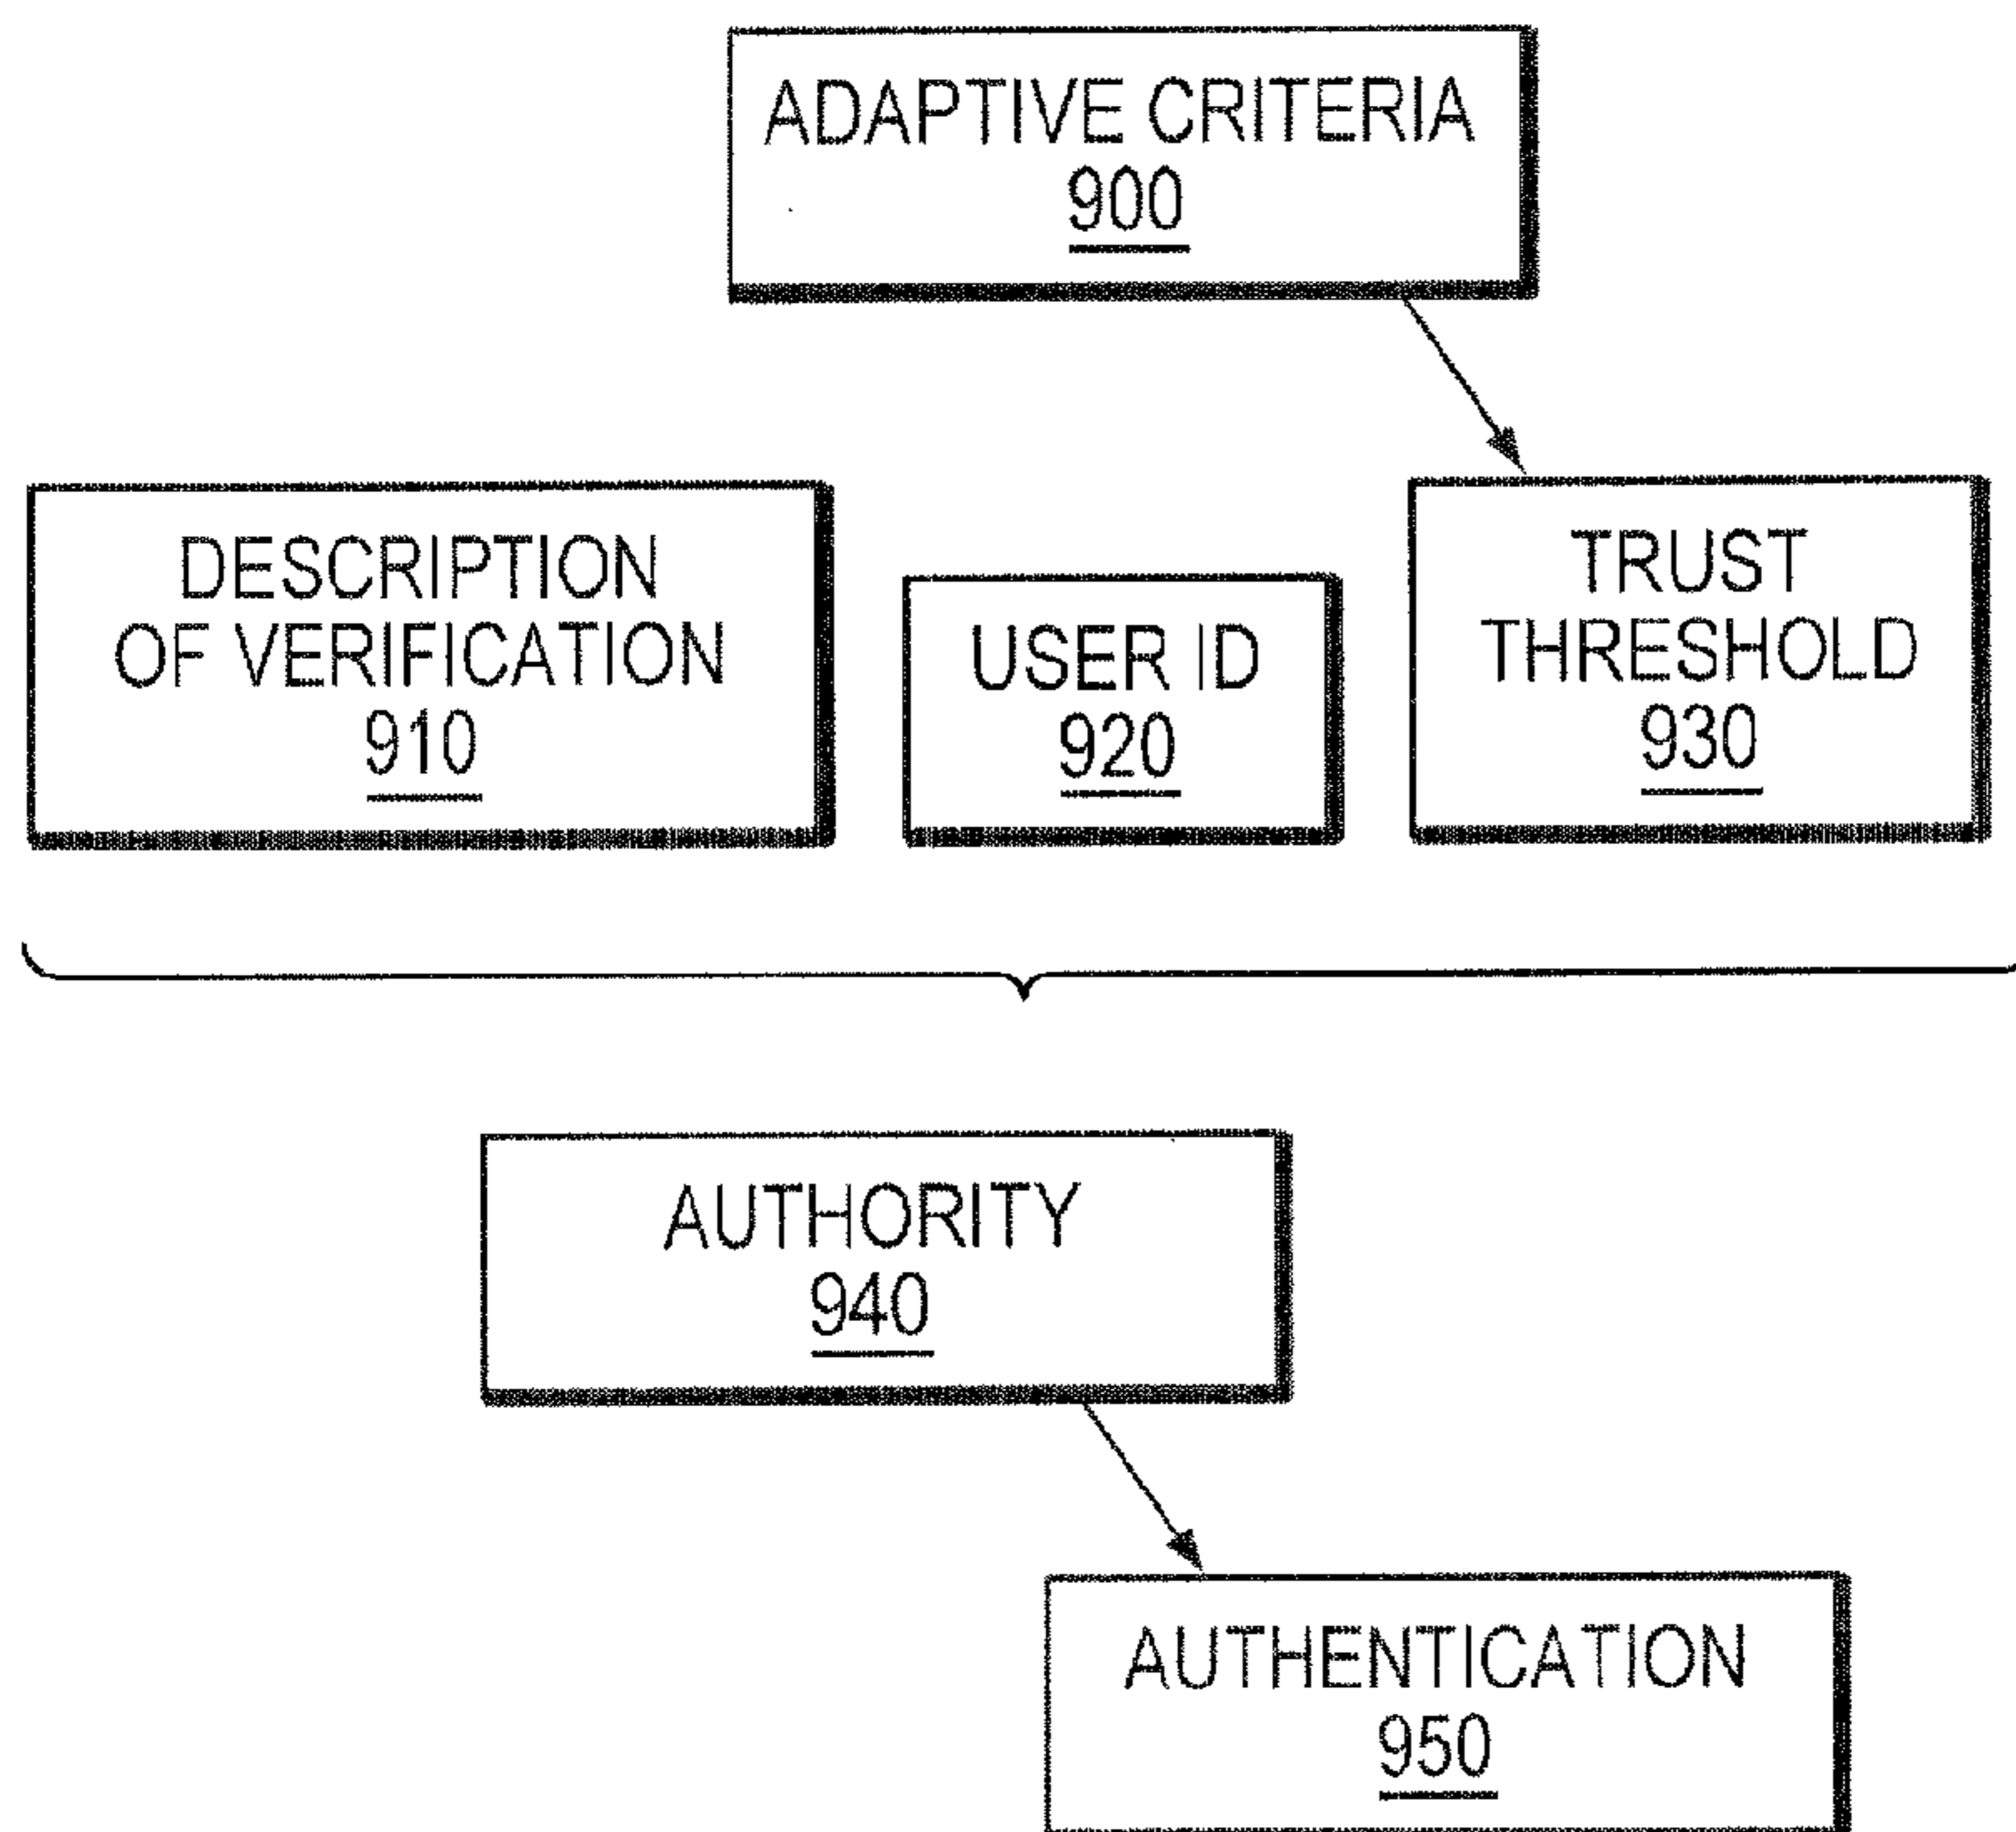 ADAPTIVE CRITERIA
900
DESCRIPTION
OF VERIFICATION
910
USER ID
920
TRUST
THRESHOLD
930
AUTHORITY
940
AUTHENTICATION
950